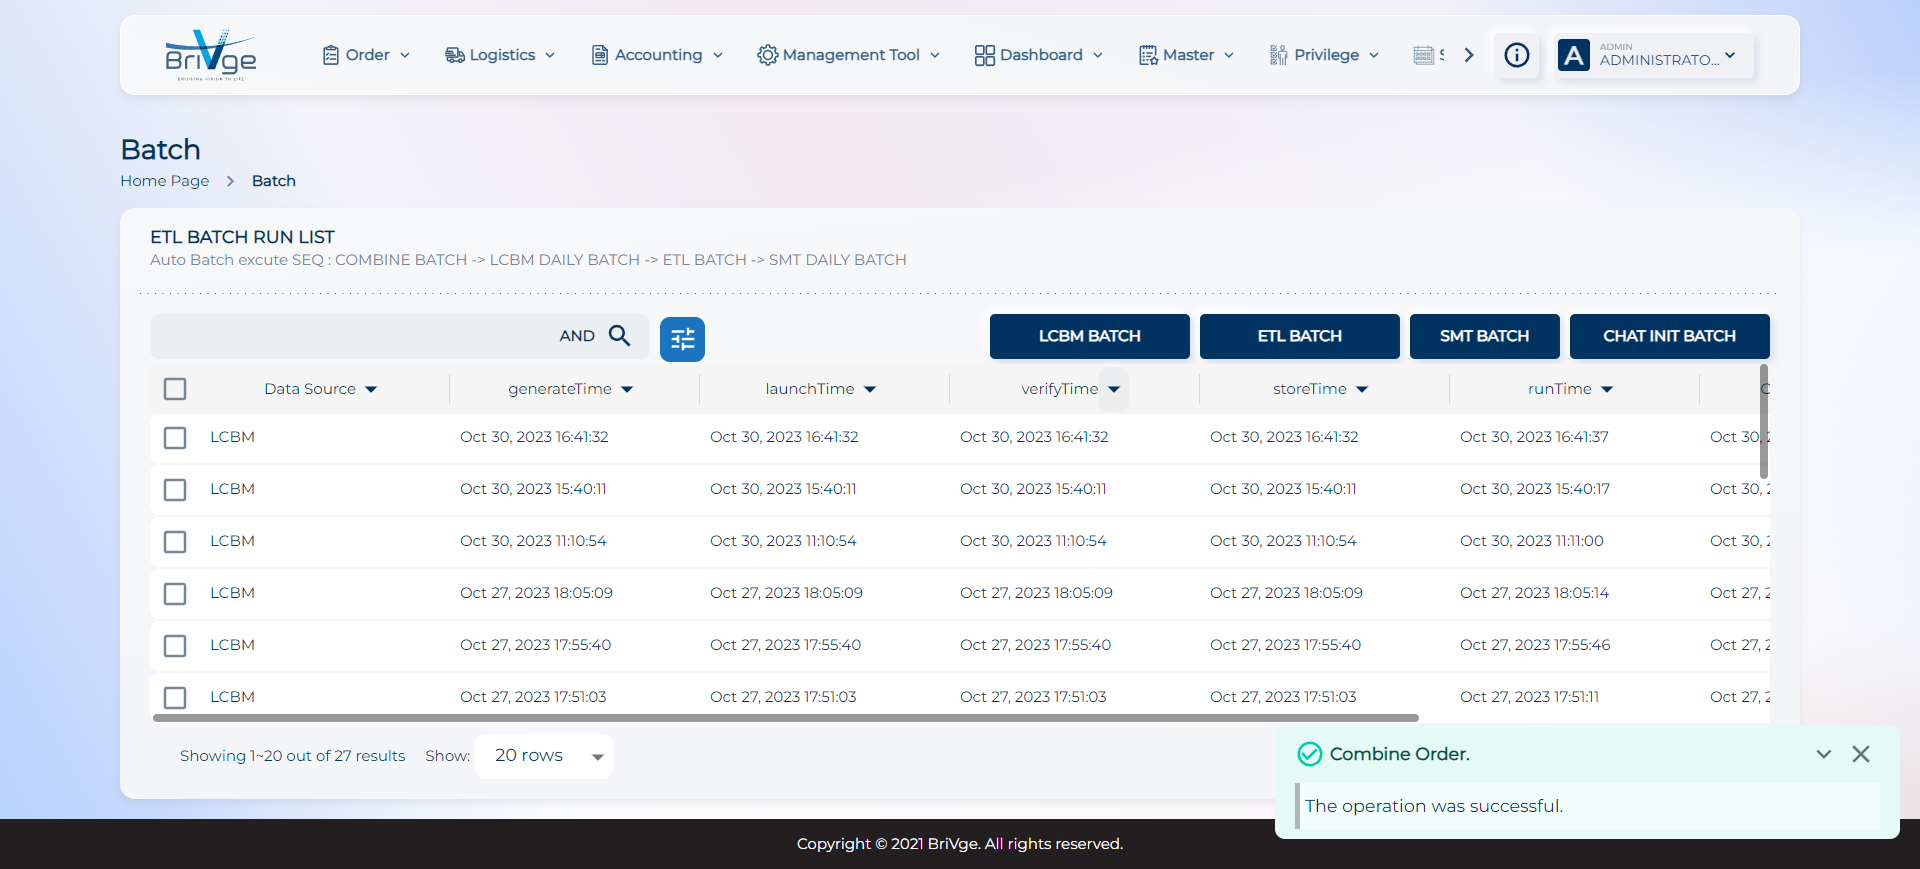 BriVge
BRIDGING VISION TO LIFE
Order
Logistics
Accounting
Management Tool
Dashboard
Master
Privilege
A
ADMIN
ADMINISTRATO...
Batch
Home Page > Batch
ETL BATCH RUN LIST
Auto Batch excute SEQ : COMBINE BATCH -> LCBM DAILY BATCH -> ETL BATCH -> SMT DAILY BATCH
AND
LCBM BATCH
ETL BATCH
SMT BATCH
CHAT INIT BATCH
Data Source generateTime launchTime verifyTime storeTime runTime
LCBM Oct 30, 2023 16:41:32 Oct 30, 2023 16:41:32 Oct 30, 2023 16:41:32 Oct 30, 2023 16:41:32 Oct 30, 2023 16:41:37 Oct 30, 2
LCBM Oct 30, 2023 15:40:11 Oct 30, 2023 15:40:11 Oct 30, 2023 15:40:11 Oct 30, 2023 15:40:11 Oct 30, 2023 15:40:17 Oct 30, 2
LCBM Oct 30, 2023 11:10:54 Oct 30, 2023 11:10:54 Oct 30, 2023 11:10:54 Oct 30, 2023 11:10:54 Oct 30, 2023 11:11:00 Oct 30, 2
LCBM Oct 27, 2023 18:05:09 Oct 27, 2023 18:05:09 Oct 27, 2023 18:05:09 Oct 27, 2023 18:05:09 Oct 27, 2023 18:05:14 Oct 27, 2
LCBM Oct 27, 2023 17:55:40 Oct 27, 2023 17:55:40 Oct 27, 2023 17:55:40 Oct 27, 2023 17:55:40 Oct 27, 2023 17:55:46 Oct 27, 2
LCBM Oct 27, 2023 17:51:03 Oct 27, 2023 17:51:03 Oct 27, 2023 17:51:03 Oct 27, 2023 17:51:03 Oct 27, 2023 17:51:11 Oct 27, 2
Showing 1~20 out of 27 results Show: 20 rows
Combine Order.
The operation was successful.
Copyright © 2021 BriVge. All rights reserved.